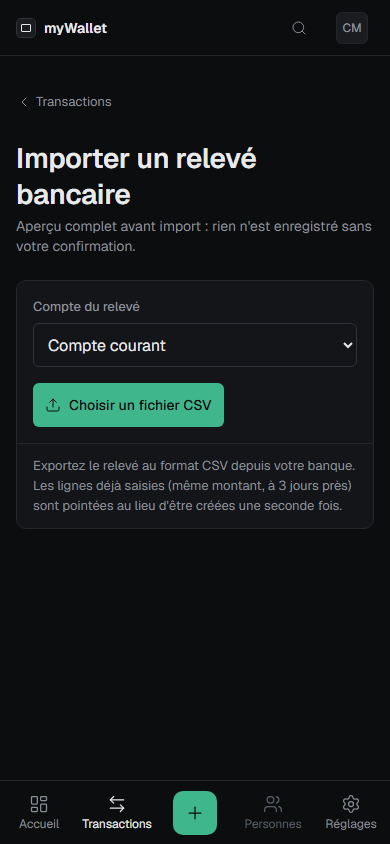 myWallet
CM
Transactions
Importer un relevé
bancaire
Aperçu complet avant import : rien n'est enregistré sans
votre confirmation.
Compte du relevé
Compte courant
Choisir un fichier CSV
Exportez le relevé au format CSV depuis votre banque.
Les lignes déjà saisies (même montant, à 3 jours près)
sont pointées au lieu d'être créées une seconde fois.
Accueil
Transactions
Personnes
Réglages